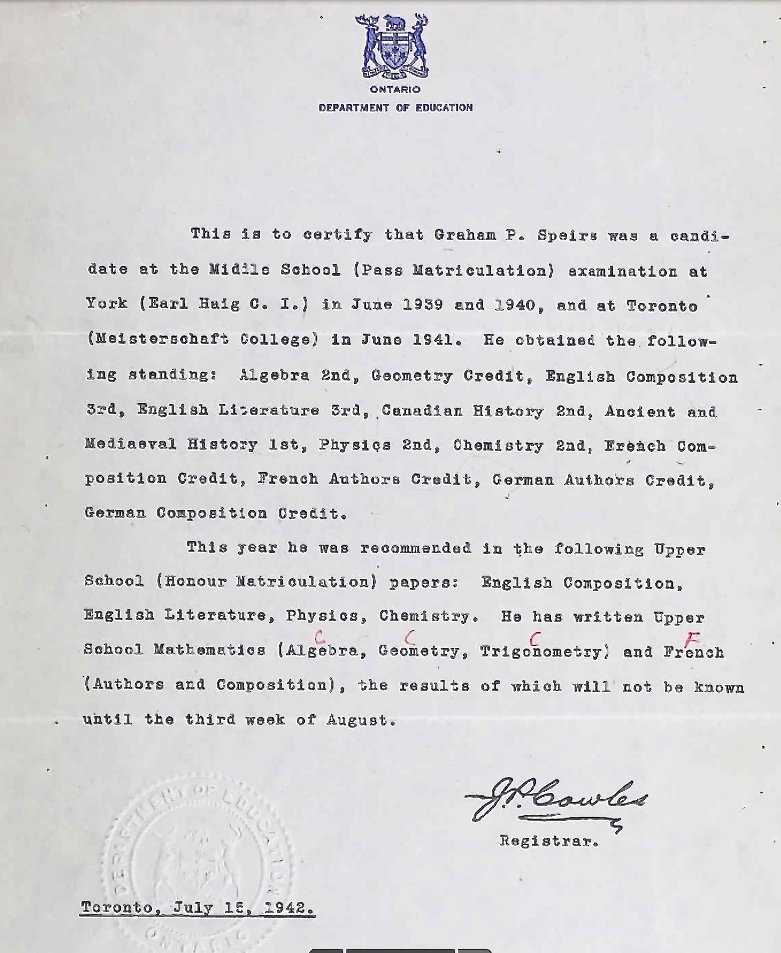 ONTARIO
DEPARTMENT OF EDUCATION
This is to certify that Graham P. Speirs was a candi-
date at the Middle School (Pass Matriculation) examination at
York (Earl Haig C. I.) in June 1939 and 1940, and at Toronto
(Meisterschaft College) in June 1941. He obtained the follow-
ing standing: Algebra 2nd, Geometry Credit, English Composition
3rd, English Literature 3rd, Canadian History 2nd, Ancient and
Mediaeval History 1st, Physics 2nd, Chemistry 2nd, French Com-
position Credit, French Authors Credit, German Authors Credit,
German Composition Credit.
This year he was recommended in the following Upper
School (Honour Matriculation) papers: English Composition,
English Literature, Physics, Chemistry. He has written Upper
C C C F
School Mathematics (Algebra, Geometry, Trigonometry) and French
(Authors and Composition), the results of which will not be known
until the third week of August.
J.P. Cowles
Registrar.
DEPARTMENT OF EDUCATION
ONTARIO
Toronto, July 15, 1942.